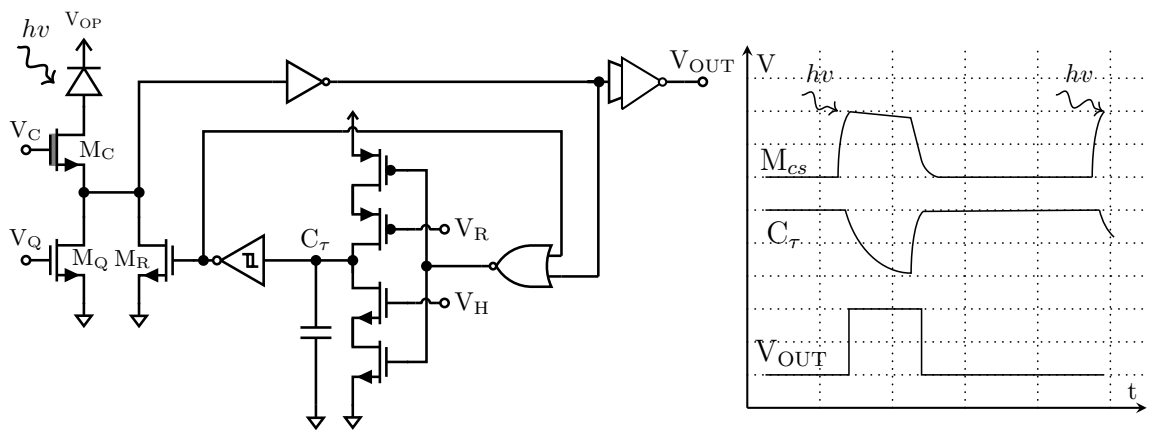 V_OP
hv
V_C
M_C
V_Q
M_Q
M_R
C_τ
V_R
V_H
V_OUT
V
hv
hv
M_cs
C_τ
V_OUT
t